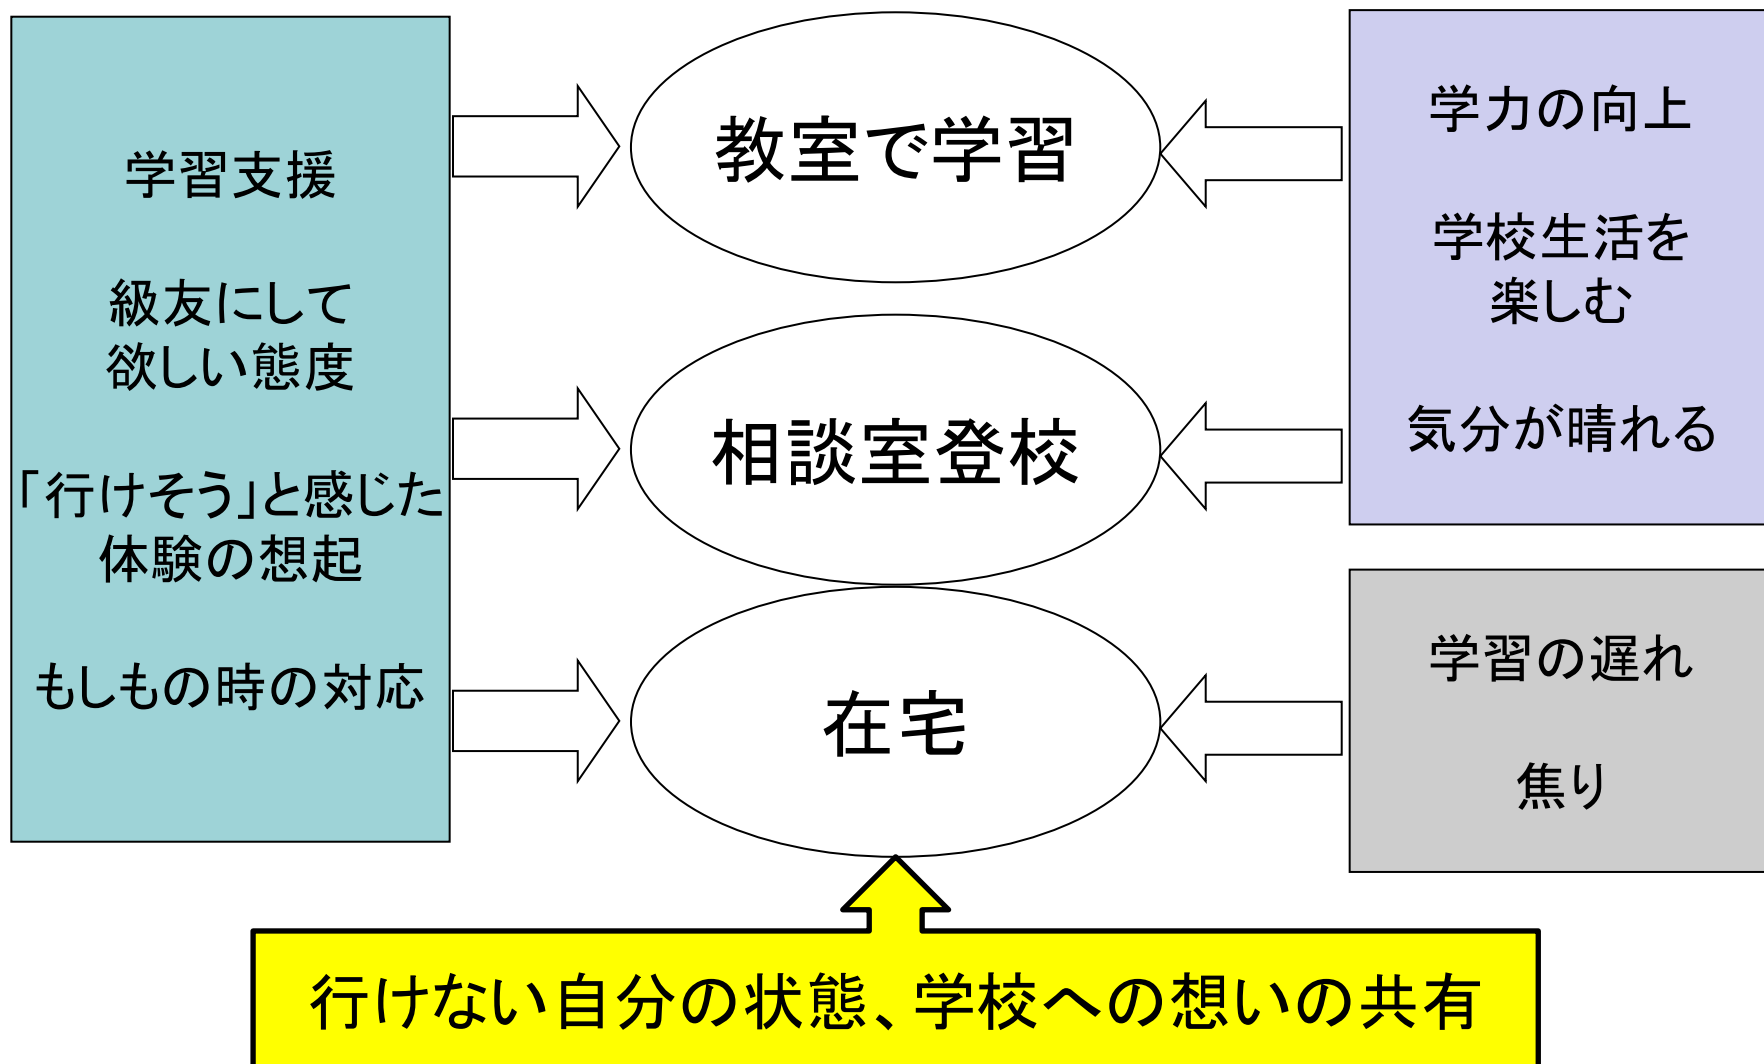 学習支援
級友にして
欲しい態度
「行けそう」と感じた
体験の想起
もしもの時の対応
教室で学習
相談室登校
在宅
学力の向上
学校生活を
楽しむ
気分が晴れる
学習の遅れ
焦り
行けない自分の状態、学校への想いの共有